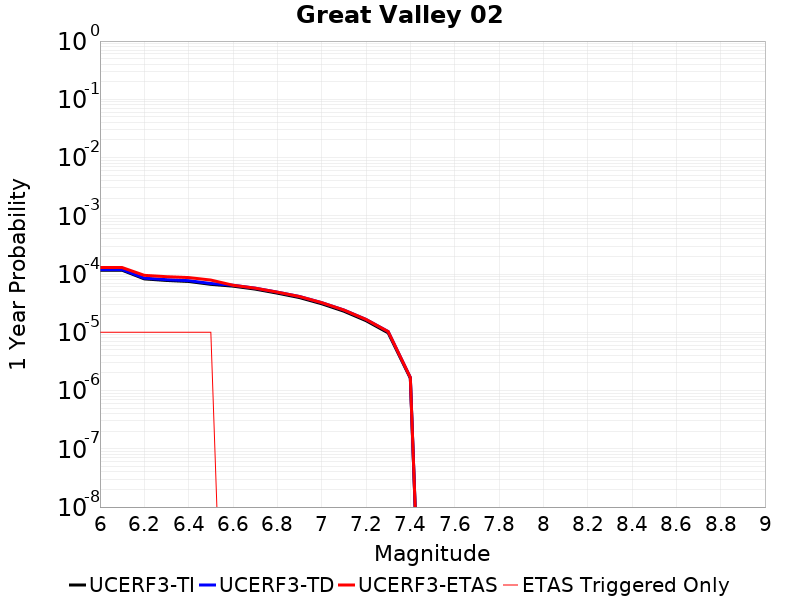 Great Valley 02
1 Year Probability
10^0
10^-1
10^-2
10^-3
10^-4
10^-5
10^-6
10^-7
10^-8
6 6.2 6.4 6.6 6.8 7 7.2 7.4 7.6 7.8 8 8.2 8.4 8.6 8.8 9
Magnitude
UCERF3-TI UCERF3-TD UCERF3-ETAS ETAS Triggered Only